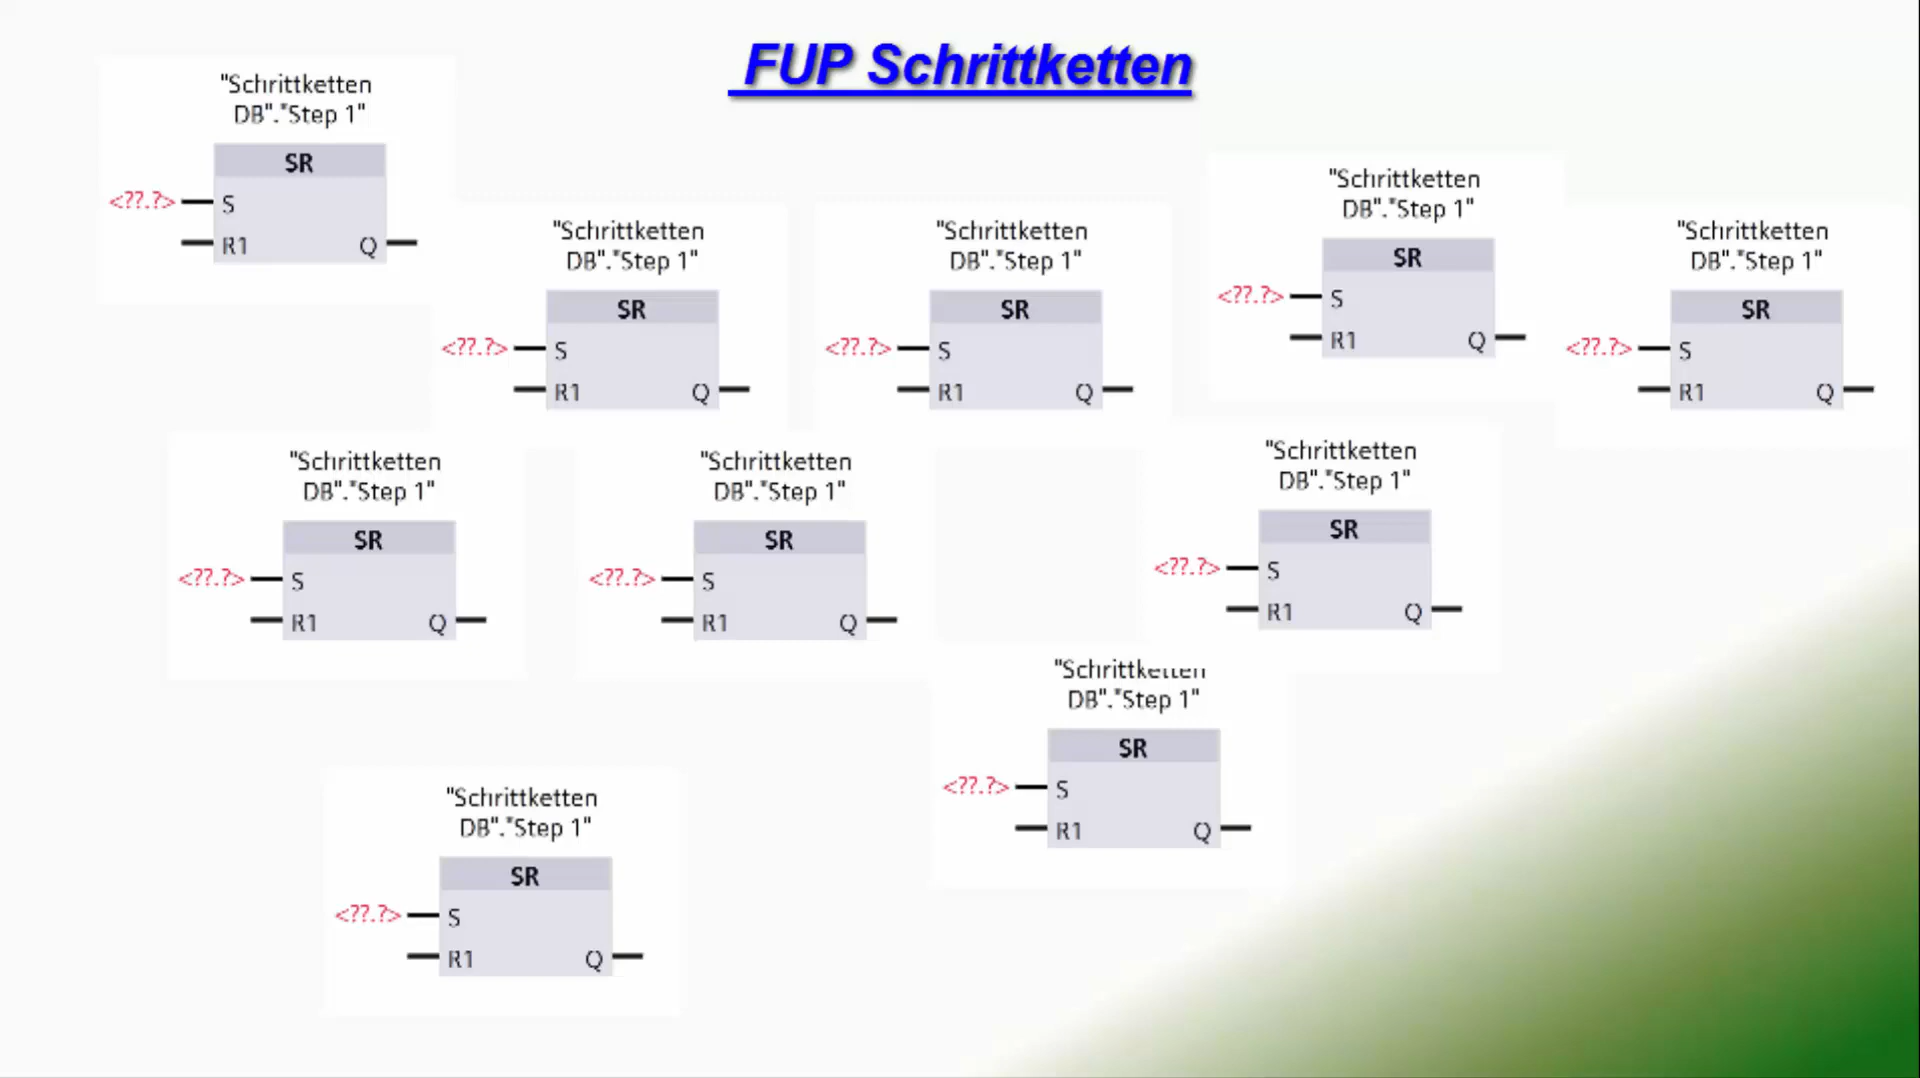 FUP Schrittketten
"Schrittketten
DB"."Step 1"
SR
<??.?> S
R1 Q
"Schrittketten
DB"."Step 1"
SR
<??.?> S
R1 Q
"Schrittketten
DB"."Step 1"
SR
<??.?> S
R1 Q
"Schrittketten
DB"."Step 1"
SR
<??.?> S
R1 Q
"Schrittketten
DB"."Step 1"
SR
<??.?> S
R1 Q
"Schrittketten
DB"."Step 1"
SR
<??.?> S
R1 Q
"Schrittketten
DB"."Step 1"
SR
<??.?> S
R1 Q
"Schrittketten
DB"."Step 1"
SR
<??.?> S
R1 Q
"Schrittketten
DB"."Step 1"
SR
<??.?> S
R1 Q
"Schrittketten
DB"."Step 1"
SR
<??.?> S
R1 Q